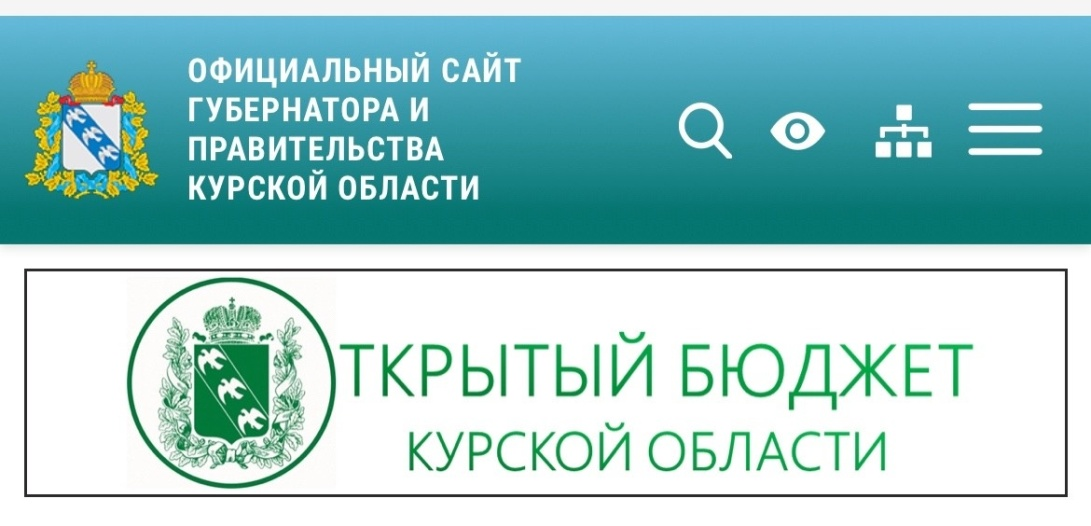 ОФИЦИАЛЬНЫЙ САЙТ
ГУБЕРНАТОРА И
ПРАВИТЕЛЬСТВА
КУРСКОЙ ОБЛАСТИ
ТКРЫТЫЙ БЮДЖЕТ
КУРСКОЙ ОБЛАСТИ